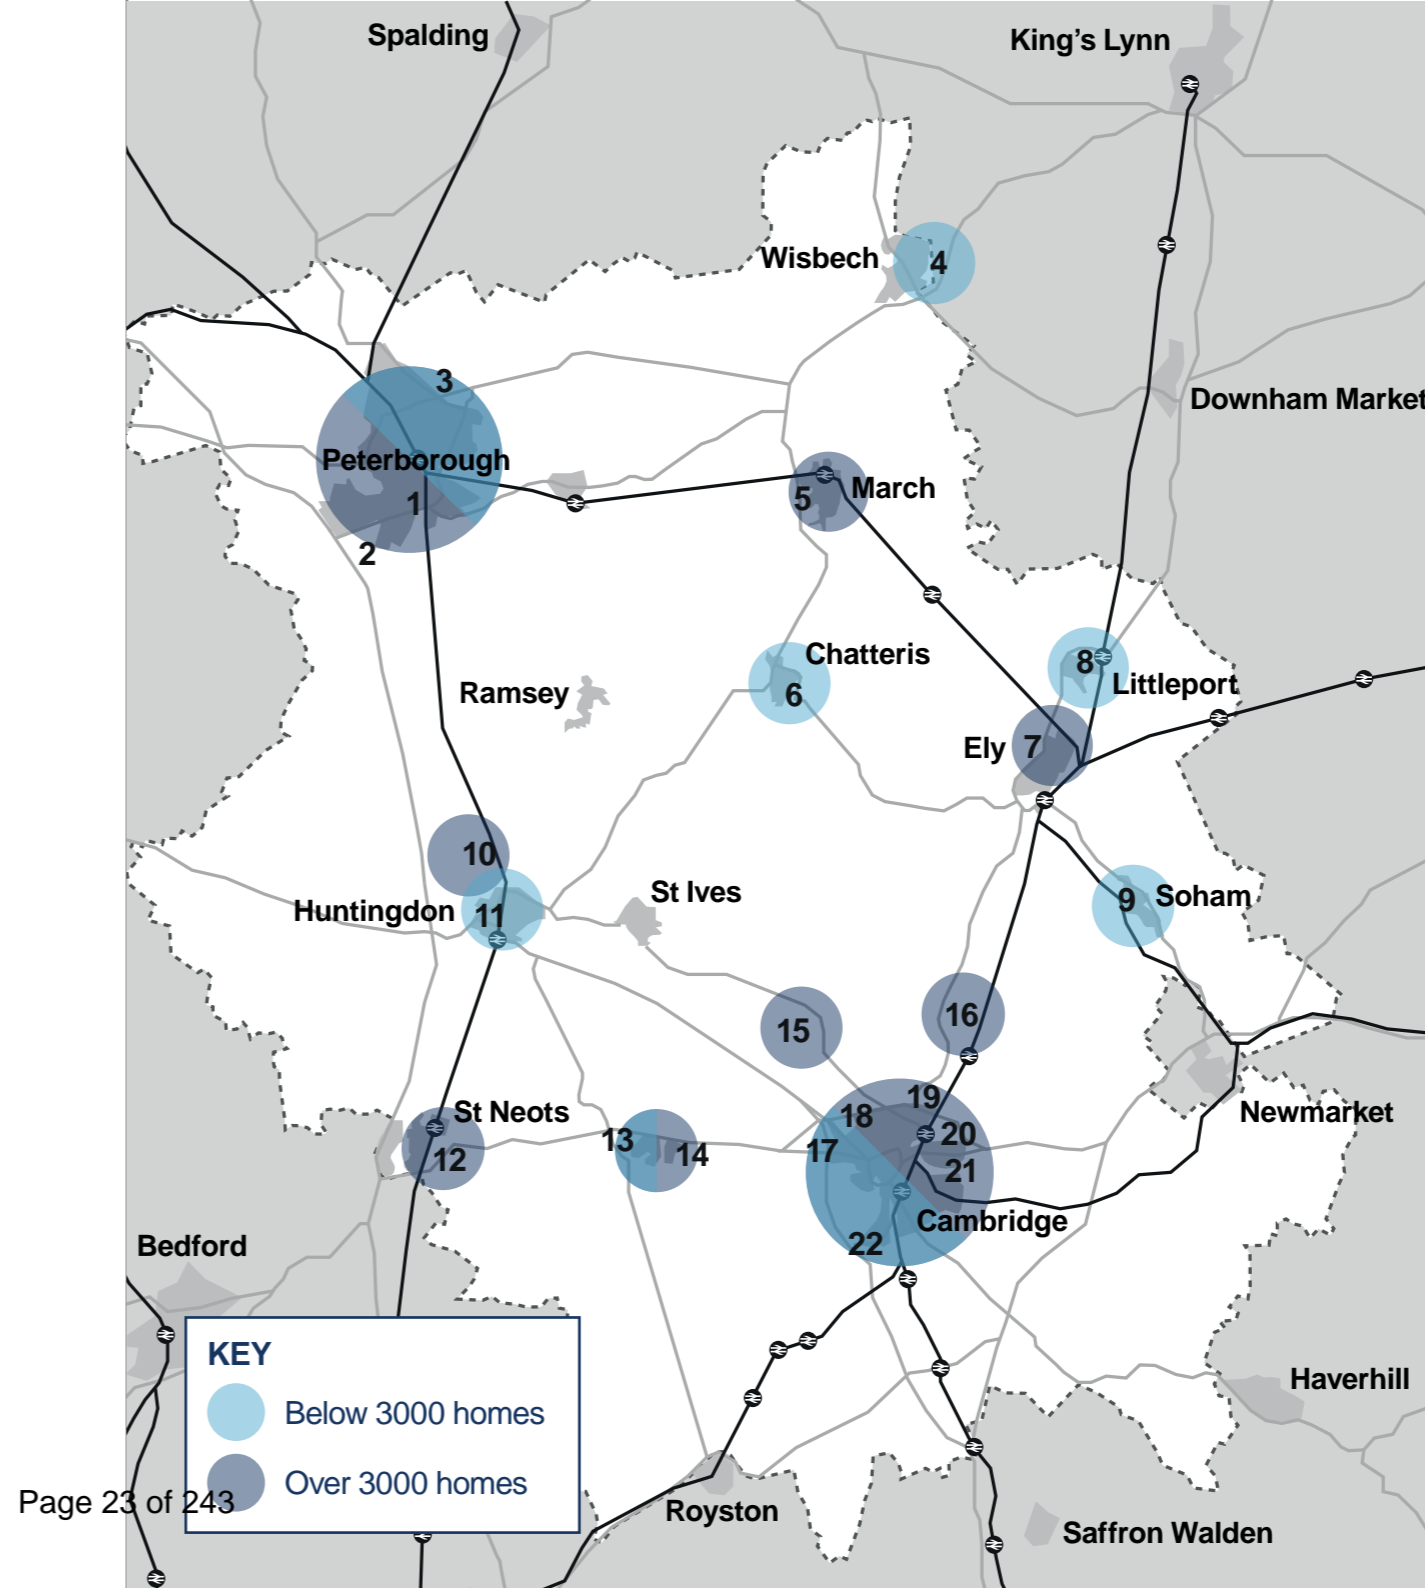 Spalding
King's Lynn
Wisbech
4
3
Downham Market
Peterborough
1
5
March
2
Chatteris
8
Ramsey
6
Littleport
Ely
7
10
St Ives
9
Soham
Huntingdon
11
16
15
19
St Neots
18
Newmarket
13
20
17
14
12
21
Cambridge
22
Bedford
KEY
Haverhill
Below 3000 homes
Over 3000 homes
Page 23 of 243
Royston
Saffron Walden